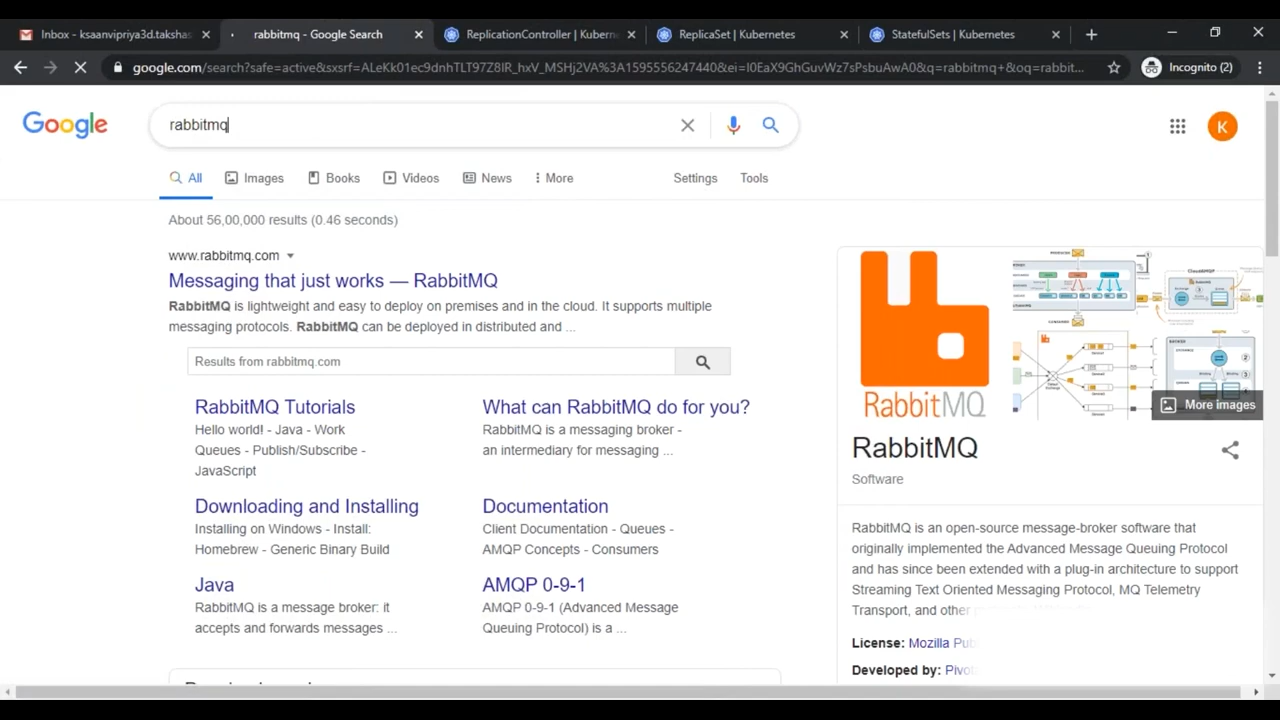 Inbox - ksaanvipriya3d.takshas
rabbitmq - Google Search
ReplicationController | Kubern
ReplicaSet | Kubernetes
StatefulSets | Kubernetes
google.com/search?safe=active&sxsrf=ALeKk01ec9dnhTLT97Z8IR_hxV_MSHj2VA%3A1595556247440&ei=I0EaX9GhGuvWz7sPsbuAwA0&q=rabbitmq+&oq=rabbit...
Incognito (2)
Google
rabbitmq
K
All
Images
Books
Videos
News
More
Settings
Tools
About 56,00,000 results (0.46 seconds)
www.rabbitmq.com
Messaging that just works — RabbitMQ
RabbitMQ is lightweight and easy to deploy on premises and in the cloud. It supports multiple
messaging protocols. RabbitMQ can be deployed in distributed and ...
Results from rabbitmq.com
RabbitMQ Tutorials
Hello world! - Java - Work
Queues - Publish/Subscribe -
JavaScript
What can RabbitMQ do for you?
RabbitMQ is a messaging broker -
an intermediary for messaging ...
Downloading and Installing
Installing on Windows - Install:
Homebrew - Generic Binary Build
Documentation
Client Documentation - Queues -
AMQP Concepts - Consumers
Java
RabbitMQ is a message broker: it
accepts and forwards messages ...
AMQP 0-9-1
AMQP 0-9-1 (Advanced Message
Queuing Protocol) is a ...
RabbitMQ
More images
RabbitMQ
Software
RabbitMQ is an open-source message-broker software that
originally implemented the Advanced Message Queuing Protocol
and has since been extended with a plug-in architecture to support
Streaming Text Oriented Messaging Protocol, MQ Telemetry
Transport, and other
License: Mozilla Pub
Developed by: Pivot